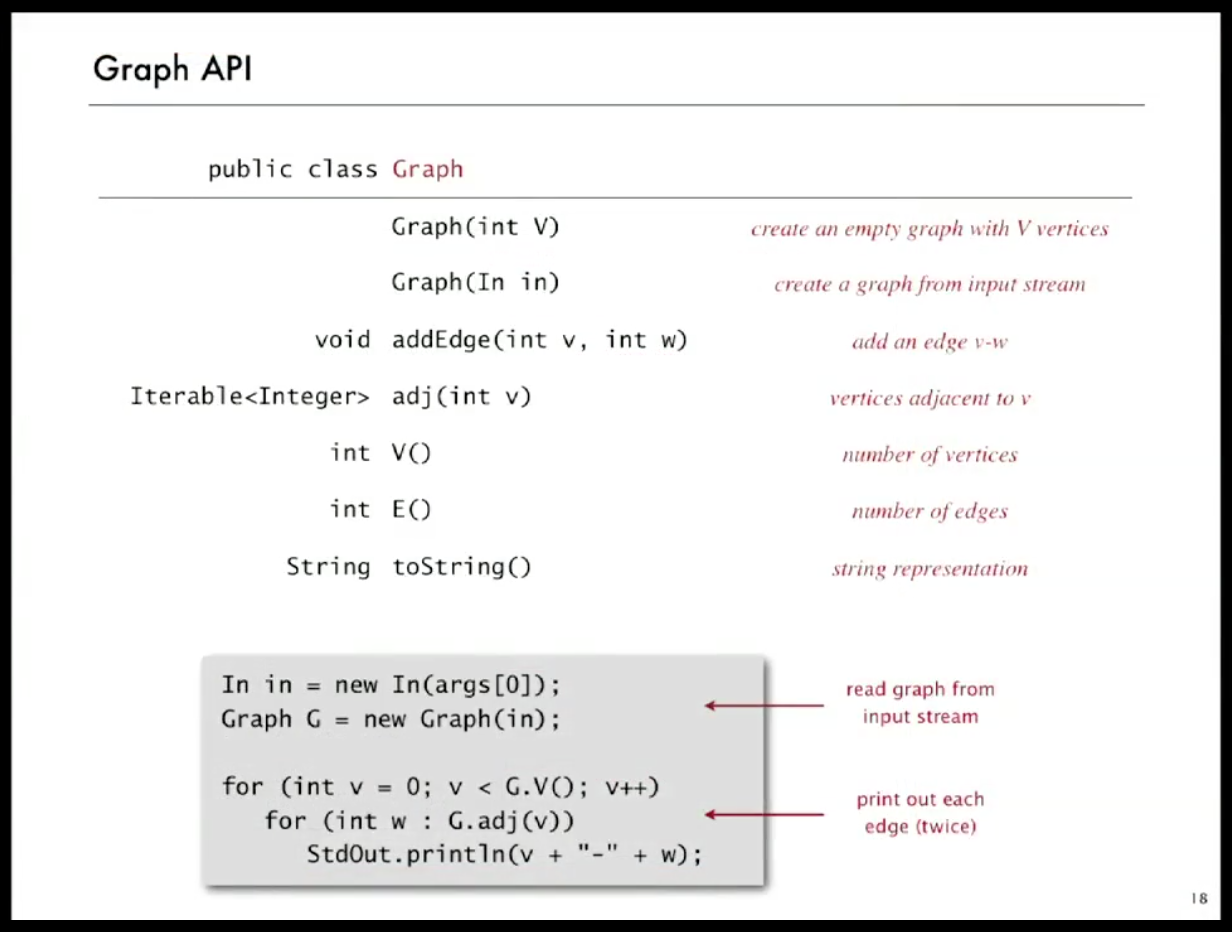 Graph API
public class Graph
Graph(int V) create an empty graph with V vertices
Graph(In in) create a graph from input stream
void addEdge(int v, int w) add an edge v-w
Iterable<Integer> adj(int v) vertices adjacent to v
int V() number of vertices
int E() number of edges
String toString() string representation
In in = new In(args[0]);
Graph G = new Graph(in);
read graph from
input stream
for (int v = 0; v < G.V(); v++)
for (int w : G.adj(v))
StdOut.println(v + "-" + w);
print out each
edge (twice)
18